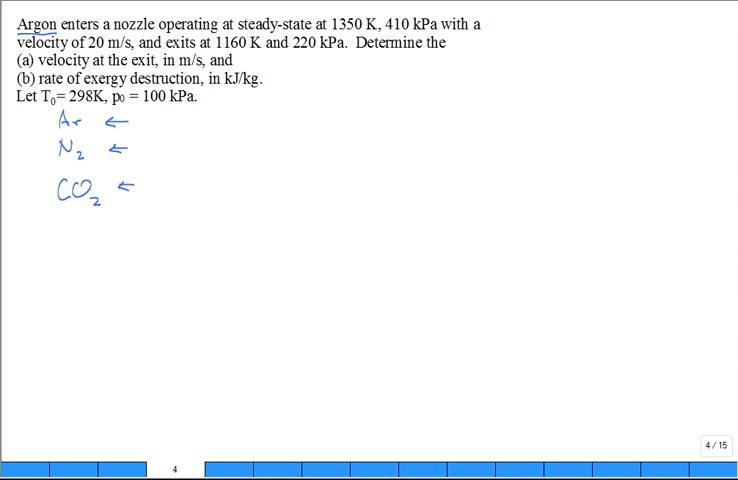 Argon enters a nozzle operating at steady-state at 1350 K, 410 kPa with a
velocity of 20 m/s, and exits at 1160 K and 220 kPa. Determine the
(a) velocity at the exit, in m/s, and
(b) rate of exergy destruction, in kJ/kg.
Let T₀= 298K, p₀ = 100 kPa.
Ar ←
N₂ ←
CO₂ ←
4 / 15
4